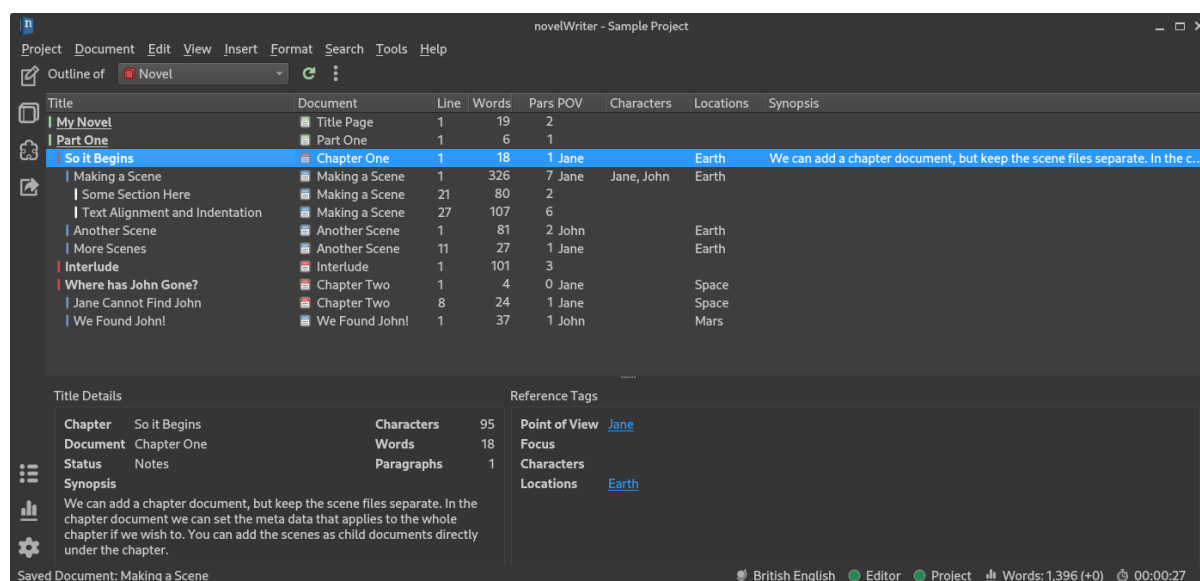 n
novelWriter - Sample Project
Project Document Edit View Insert Format Search Tools Help
Outline of Novel
Title Document Line Words Pars POV Characters Locations Synopsis
My Novel Title Page 1 19 2
Part One Part One 1 6 1
So it Begins Chapter One 1 18 1 Jane Earth We can add a chapter document, but keep the scene files separate. In the c...
Making a Scene Making a Scene 1 326 7 Jane Jane, John Earth
Some Section Here Making a Scene 21 80 2
Text Alignment and Indentation Making a Scene 27 107 6
Another Scene Another Scene 1 81 2 John Earth
More Scenes Another Scene 11 27 1 Jane Earth
Interlude Interlude 1 101 3
Where has John Gone? Chapter Two 1 4 0 Jane Space
Jane Cannot Find John Chapter Two 8 24 1 Jane Space
We Found John! We Found John! 1 37 1 John Mars
Title Details
Chapter So it Begins Characters 95
Document Chapter One Words 18
Status Notes Paragraphs 1
Synopsis
We can add a chapter document, but keep the scene files separate. In the
chapter document we can set the meta data that applies to the whole
chapter if we wish to. You can add the scenes as child documents directly
under the chapter.
Reference Tags
Point of View Jane
Focus
Characters
Locations Earth
Saved Document: Making a Scene British English Editor Project Words: 1,396 (+0) 00:00:27